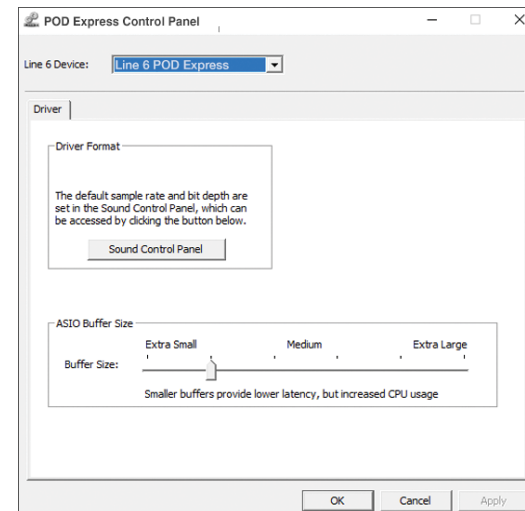 POD Express Control Panel
Line 6 Device: Line 6 POD Express
Driver
Driver Format
The default sample rate and bit depth are
set in the Sound Control Panel, which can
be accessed by clicking the button below.
Sound Control Panel
ASIO Buffer Size
Extra Small Medium Extra Large
Buffer Size:
Smaller buffers provide lower latency, but increased CPU usage
OK Cancel Apply